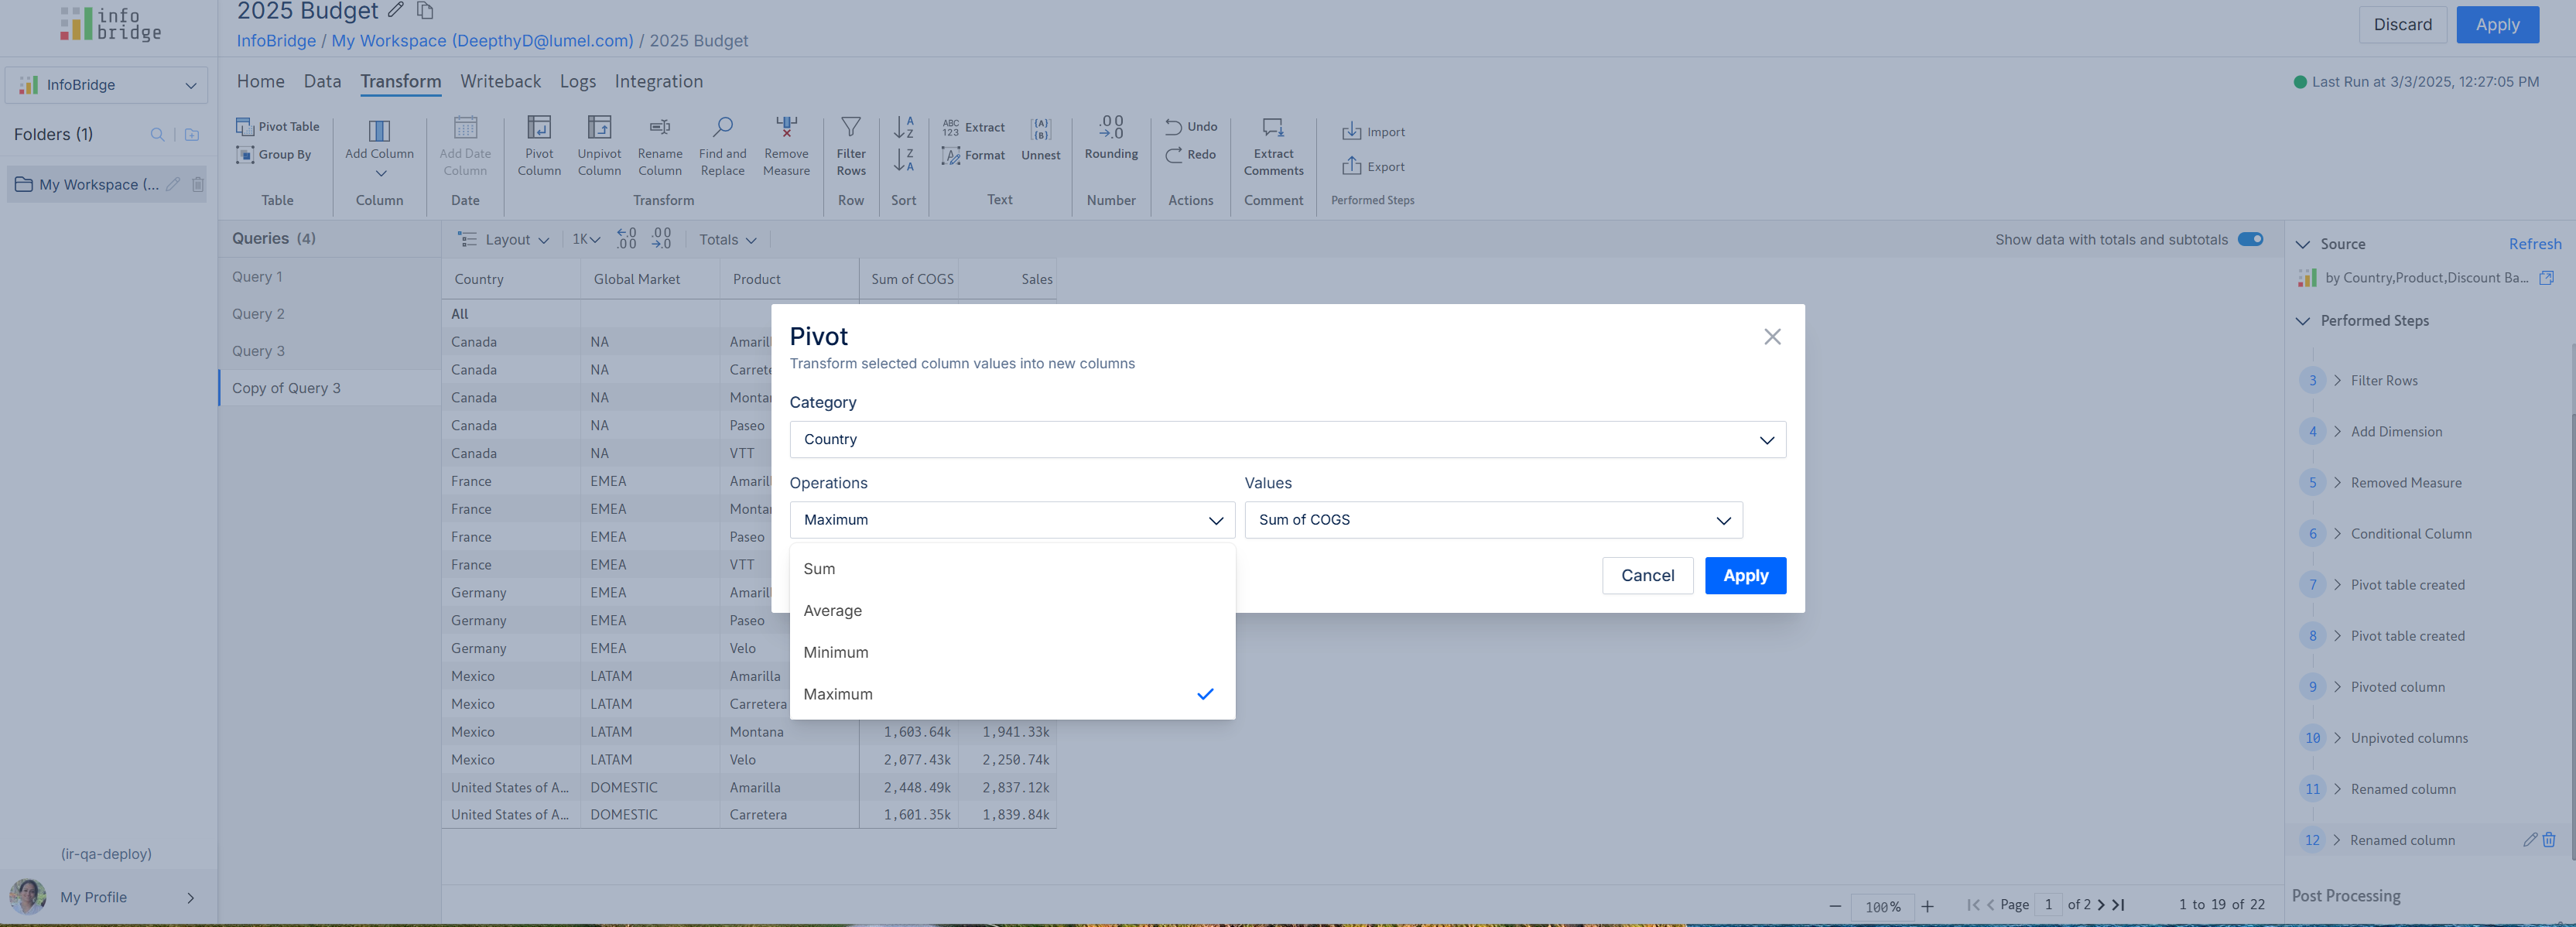 info
bridge
2025 Budget
InfoBridge / My Workspace (DeepthyD@lumel.com) / 2025 Budget
Discard
Apply
InfoBridge
Home
Data
Transform
Writeback
Logs
Integration
Last Run at 3/3/2025, 12:27:05 PM
Folders (1)
My Workspace (...
Pivot Table
Group By
Table
Add Column
Column
Add Date
Column
Date
Pivot
Column
Unpivot
Column
Rename
Column
Find and
Replace
Remove
Measure
Transform
Filter
Rows
Row
A
Z
Z
A
Sort
ABC
123
Extract
Format
{A}
{B}
Unnest
Text
.00
.0
Rounding
Number
Undo
Redo
Actions
Extract
Comments
Comment
Import
Export
Performed Steps
Queries (4)
Query 1
Query 2
Query 3
Copy of Query 3
Layout
1K
.0
.00
.00
.0
Totals
Show data with totals and subtotals
Country Global Market Product Sum of COGS Sales
All
Canada NA Amaril
Canada NA Carrete
Canada NA Montan
Canada NA Paseo
Canada NA VTT
France EMEA Amaril
France EMEA Montan
France EMEA Paseo
France EMEA VTT
Germany EMEA Amaril
Germany EMEA Paseo
Germany EMEA Velo
Mexico LATAM Amarilla
Mexico LATAM Carretera
Mexico LATAM Montana 1,603.64k 1,941.33k
Mexico LATAM Velo 2,077.43k 2,250.74k
United States of A... DOMESTIC Amarilla 2,448.49k 2,837.12k
United States of A... DOMESTIC Carretera 1,601.35k 1,839.84k
Pivot
Transform selected column values into new columns
Category
Country
Operations
Values
Maximum
Sum of COGS
Sum
Average
Minimum
Maximum
Cancel
Apply
Source
Refresh
by Country,Product,Discount Ba...
Performed Steps
3 Filter Rows
4 Add Dimension
5 Removed Measure
6 Conditional Column
7 Pivot table created
8 Pivot table created
9 Pivoted column
10 Unpivoted columns
11 Renamed column
12 Renamed column
Post Processing
(ir-qa-deploy)
My Profile
100%
Page 1 of 2
1 to 19 of 22